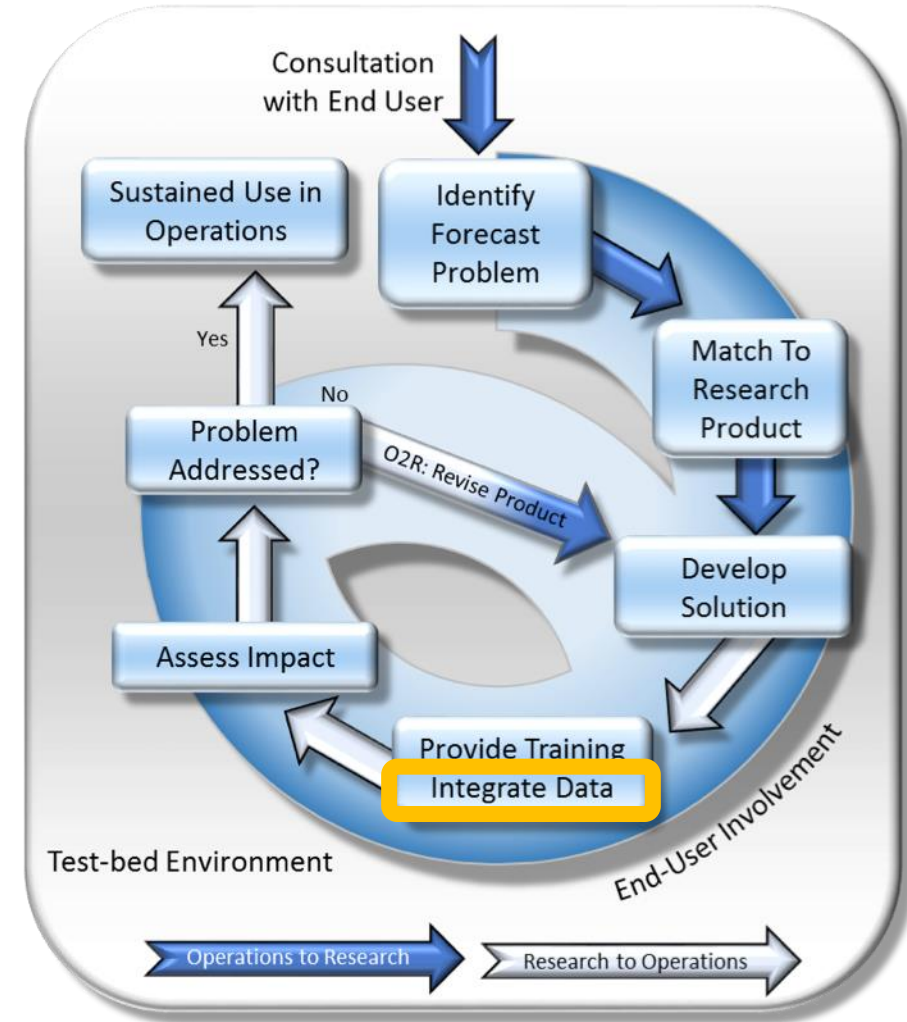 Consultation
with End User
Identify
Forecast
Problem
Sustained Use in
Operations
Match To
Research
Product
Yes
No
Problem
Addressed?
O2R: Revise Product
Develop
Solution
Assess Impact
Provide Training
Integrate Data
End-User Involvement
Test-bed Environment
Operations to Research
Research to Operations